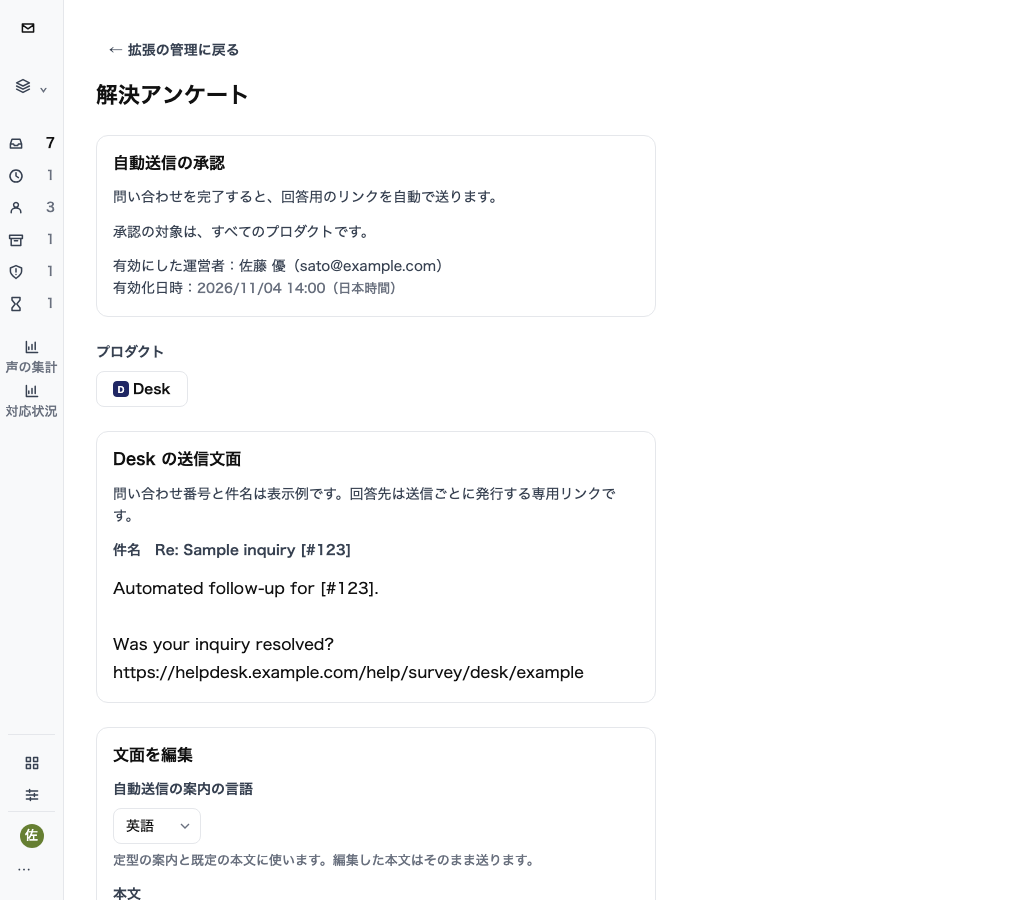 ← 拡張の管理に戻る
解決アンケート
7
1
3
1
1
1
声の集計
対応状況
佐
…
自動送信の承認
問い合わせを完了すると、回答用のリンクを自動で送ります。
承認の対象は、すべてのプロダクトです。
有効にした運営者：佐藤 優（sato@example.com）
有効化日時：2026/11/04 14:00（日本時間）
プロダクト
D Desk
Desk の送信文面
問い合わせ番号と件名は表示例です。回答先は送信ごとに発行する専用リンクで
す。
件名 Re: Sample inquiry [#123]
Automated follow-up for [#123].
Was your inquiry resolved?
https://helpdesk.example.com/help/survey/desk/example
文面を編集
自動送信の案内の言語
英語
定型の案内と既定の本文に使います。編集した本文はそのまま送ります。
本文